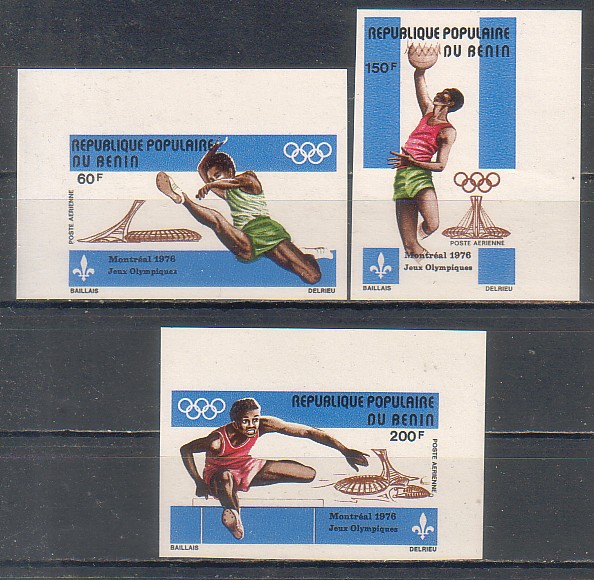 REPUBLIQUE POPULAIRE
DU BENIN
60F
POSTE AERIENNE
Montréal 1976
Jeux Olympiques
BAILLAIS DELRIEU
REPUBLIQUE POPULAIRE
DU BENIN
150F
POSTE AERIENNE
Montréal 1976
Jeux Olympiques
BAILLAIS DELRIEU
REPUBLIQUE POPULAIRE
DU BENIN
200F
POSTE AERIENNE
Montréal 1976
Jeux Olympiques
BAILLAIS DELRIEU